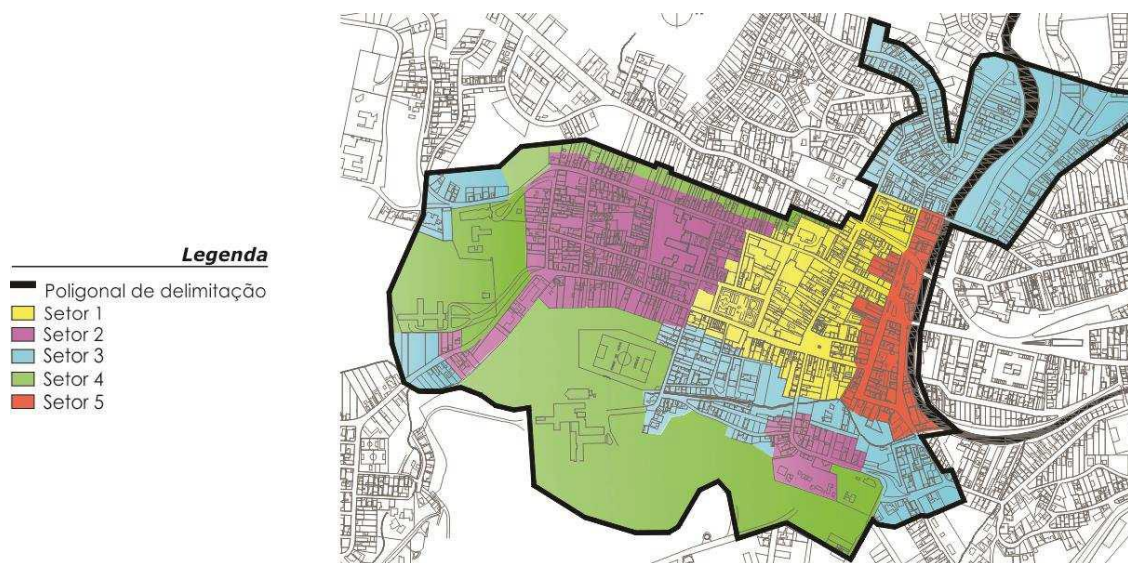 Legenda
Poligonal de delimitação
Setor 1
Setor 2
Setor 3
Setor 4
Setor 5